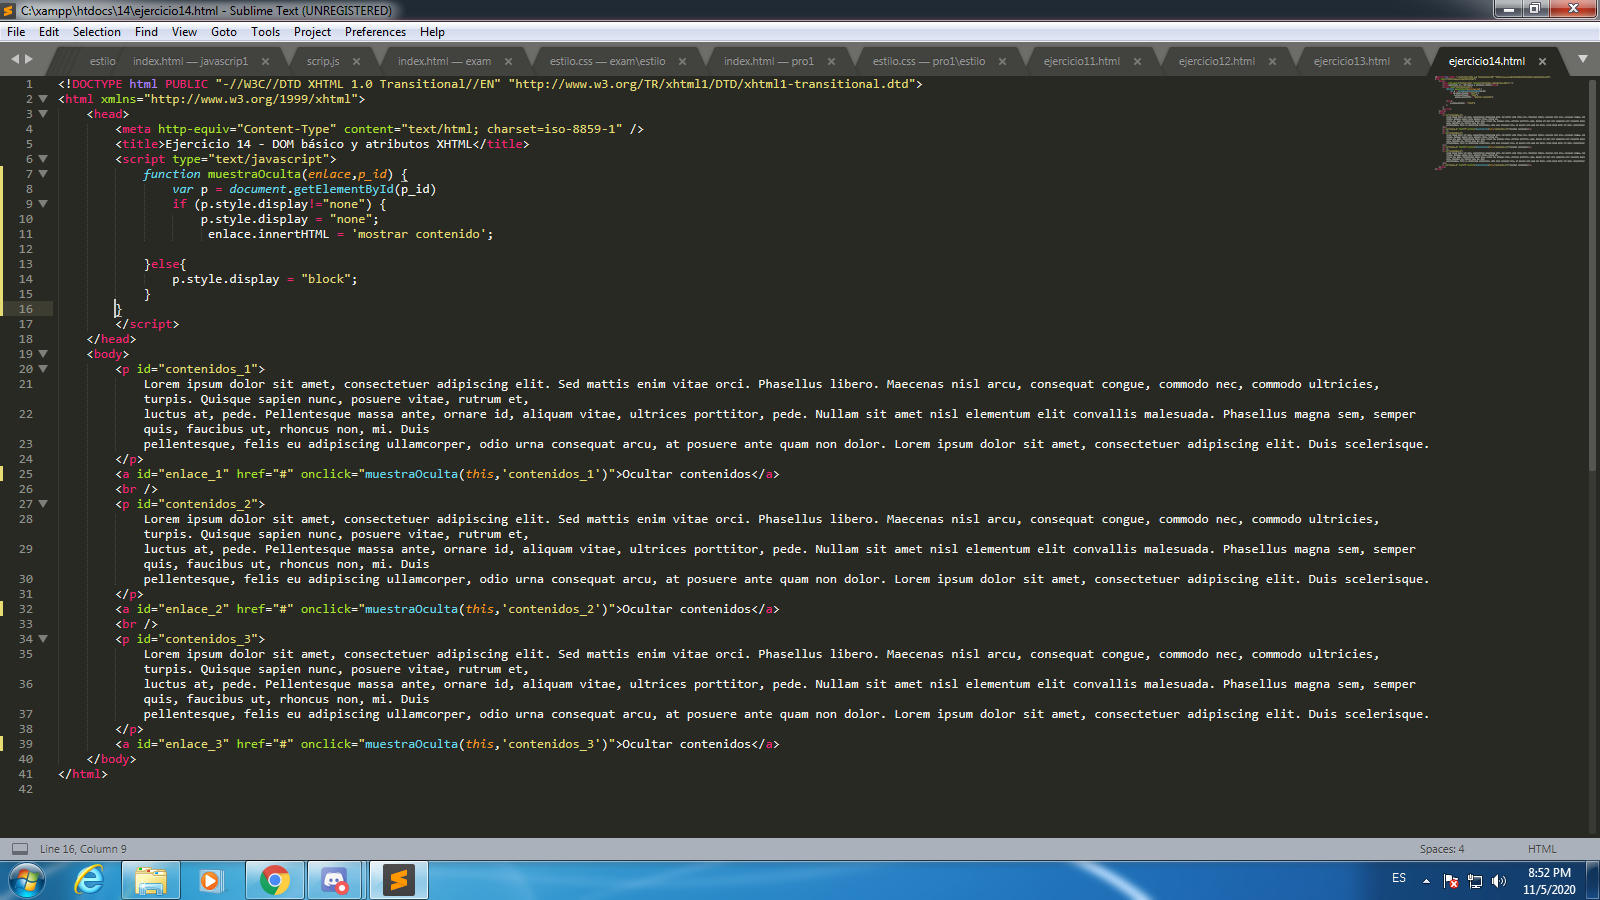 C:\xampp\htdocs\14\ejercicio14.html - Sublime Text (UNREGISTERED)
File Edit Selection Find View Goto Tools Project Preferences Help
estilo index.html — javascrip1 scrip.js index.html — exam estilo.css — exam\estilo index.html — pro1 estilo.css — pro1\estilo ejercicio11.html ejercicio12.html ejercicio13.html ejercicio14.html
1 <!DOCTYPE html PUBLIC "-//W3C//DTD XHTML 1.0 Transitional//EN" "http://www.w3.org/TR/xhtml1/DTD/xhtml1-transitional.dtd">
2 <html xmlns="http://www.w3.org/1999/xhtml">
3 <head>
4 <meta http-equiv="Content-Type" content="text/html; charset=iso-8859-1" />
5 <title>Ejercicio 14 - DOM básico y atributos XHTML</title>
6 <script type="text/javascript">
7 function muestraOculta(enlace,p_id) {
8 var p = document.getElementById(p_id)
9 if (p.style.display!="none") {
10 p.style.display = "none";
11 enlace.innertHTML = 'mostrar contenido';
12
13 }else{
14 p.style.display = "block";
15 }
16 }
17 </script>
18 </head>
19 <body>
20 <p id="contenidos_1">
21 Lorem ipsum dolor sit amet, consectetuer adipiscing elit. Sed mattis enim vitae orci. Phasellus libero. Maecenas nisl arcu, consequat congue, commodo nec, commodo ultricies,
turpis. Quisque sapien nunc, posuere vitae, rutrum et,
22 luctus at, pede. Pellentesque massa ante, ornare id, aliquam vitae, ultrices porttitor, pede. Nullam sit amet nisl elementum elit convallis malesuada. Phasellus magna sem, semper
quis, faucibus ut, rhoncus non, mi. Duis
23 pellentesque, felis eu adipiscing ullamcorper, odio urna consequat arcu, at posuere ante quam non dolor. Lorem ipsum dolor sit amet, consectetuer adipiscing elit. Duis scelerisque.
24 </p>
25 <a id="enlace_1" href="#" onclick="muestraOculta(this,'contenidos_1')">Ocultar contenidos</a>
26 <br />
27 <p id="contenidos_2">
28 Lorem ipsum dolor sit amet, consectetuer adipiscing elit. Sed mattis enim vitae orci. Phasellus libero. Maecenas nisl arcu, consequat congue, commodo nec, commodo ultricies,
turpis. Quisque sapien nunc, posuere vitae, rutrum et,
29 luctus at, pede. Pellentesque massa ante, ornare id, aliquam vitae, ultrices porttitor, pede. Nullam sit amet nisl elementum elit convallis malesuada. Phasellus magna sem, semper
quis, faucibus ut, rhoncus non, mi. Duis
30 pellentesque, felis eu adipiscing ullamcorper, odio urna consequat arcu, at posuere ante quam non dolor. Lorem ipsum dolor sit amet, consectetuer adipiscing elit. Duis scelerisque.
31 </p>
32 <a id="enlace_2" href="#" onclick="muestraOculta(this,'contenidos_2')">Ocultar contenidos</a>
33 <br />
34 <p id="contenidos_3">
35 Lorem ipsum dolor sit amet, consectetuer adipiscing elit. Sed mattis enim vitae orci. Phasellus libero. Maecenas nisl arcu, consequat congue, commodo nec, commodo ultricies,
turpis. Quisque sapien nunc, posuere vitae, rutrum et,
36 luctus at, pede. Pellentesque massa ante, ornare id, aliquam vitae, ultrices porttitor, pede. Nullam sit amet nisl elementum elit convallis malesuada. Phasellus magna sem, semper
quis, faucibus ut, rhoncus non, mi. Duis
37 pellentesque, felis eu adipiscing ullamcorper, odio urna consequat arcu, at posuere ante quam non dolor. Lorem ipsum dolor sit amet, consectetuer adipiscing elit. Duis scelerisque.
38 </p>
39 <a id="enlace_3" href="#" onclick="muestraOculta(this,'contenidos_3')">Ocultar contenidos</a>
40 </body>
41 </html>
42
Line 16, Column 9 Spaces: 4 HTML
ES 8:52 PM
11/5/2020